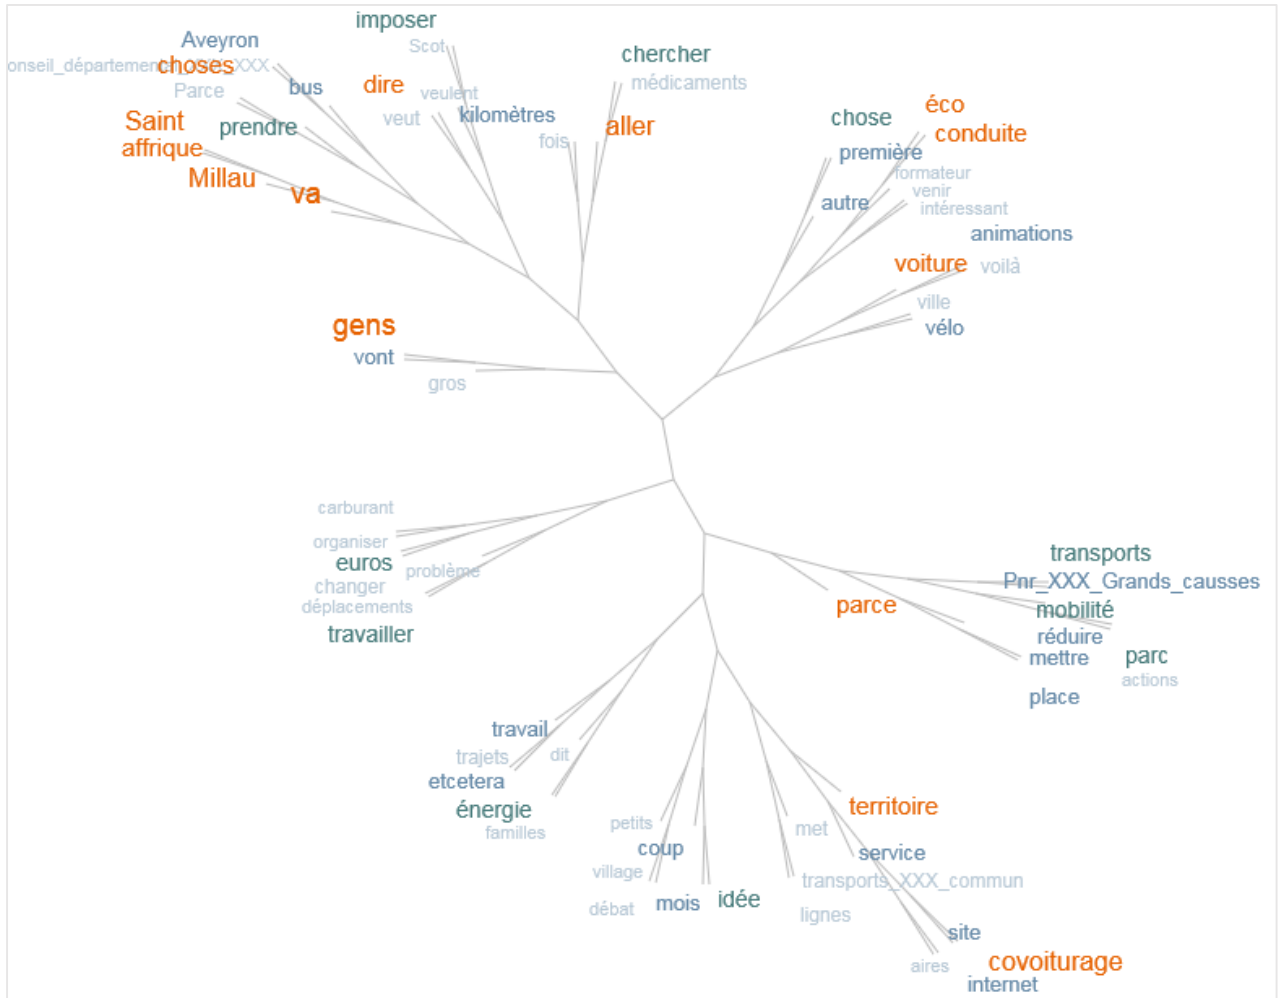 imposer
Aveyron
Scot
chercher
onseil_départemental_XXX_XXX
choses
médicaments
Parce
bus
dire
veulent
éco
kilomètres
veut
Saint
prendre
aller
chose
conduite
fois
affrique
première
formateur
Millau
va
venir
autre
intéressant
animations
voiture
voilà
ville
gens
vélo
vont
gros
carburant
organiser
euros
problème
changer
déplacements
travailler
transports
Pnr_XXX_Grands_causses
parce
mobilité
réduire
mettre
parc
actions
place
travail
trajets
dit
etcetera
énergie
familles
territoire
petits
met
coup
service
village
transports_XXX_commun
débat
mois
idée
lignes
site
aires
covoiturage
internet